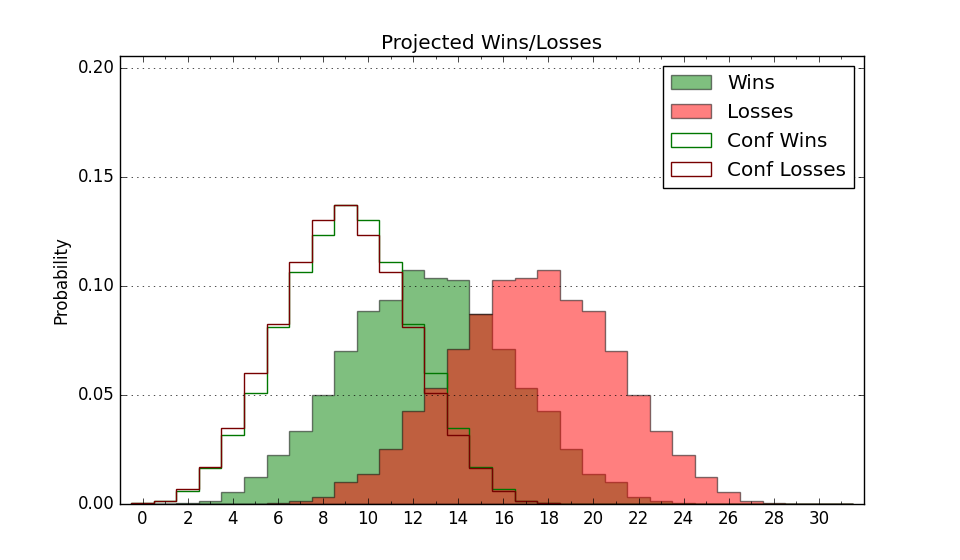 Projected Wins/Losses
Probability
0.20
0.15
0.10
0.05
0.00
0 2 4 6 8 10 12 14 16 18 20 22 24 26 28 30
Wins
Losses
Conf Wins
Conf Losses